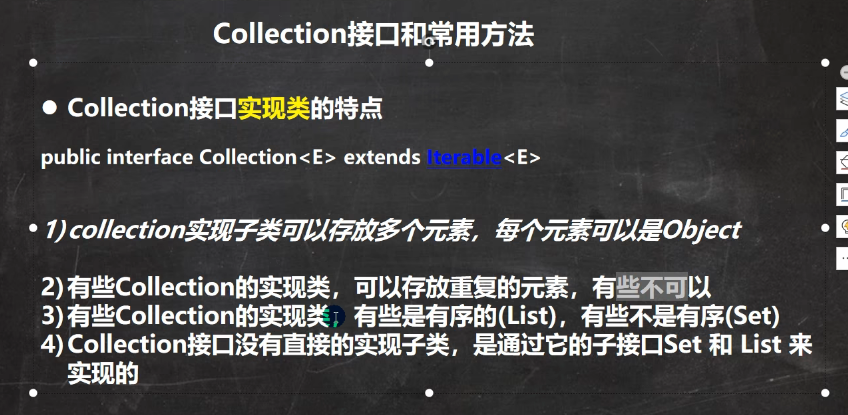 Collection接口和常用方法
● Collection接口实现类的特点
public interface Collection<E> extends Iterable<E>
1) collection实现子类可以存放多个元素，每个元素可以是Object
2) 有些Collection的实现类，可以存放重复的元素，有些不可以
3) 有些Collection的实现类，有些是有序的(List)，有些不是有序(Set)
4) Collection接口没有直接的实现子类，是通过它的子接口Set 和 List 来
实现的